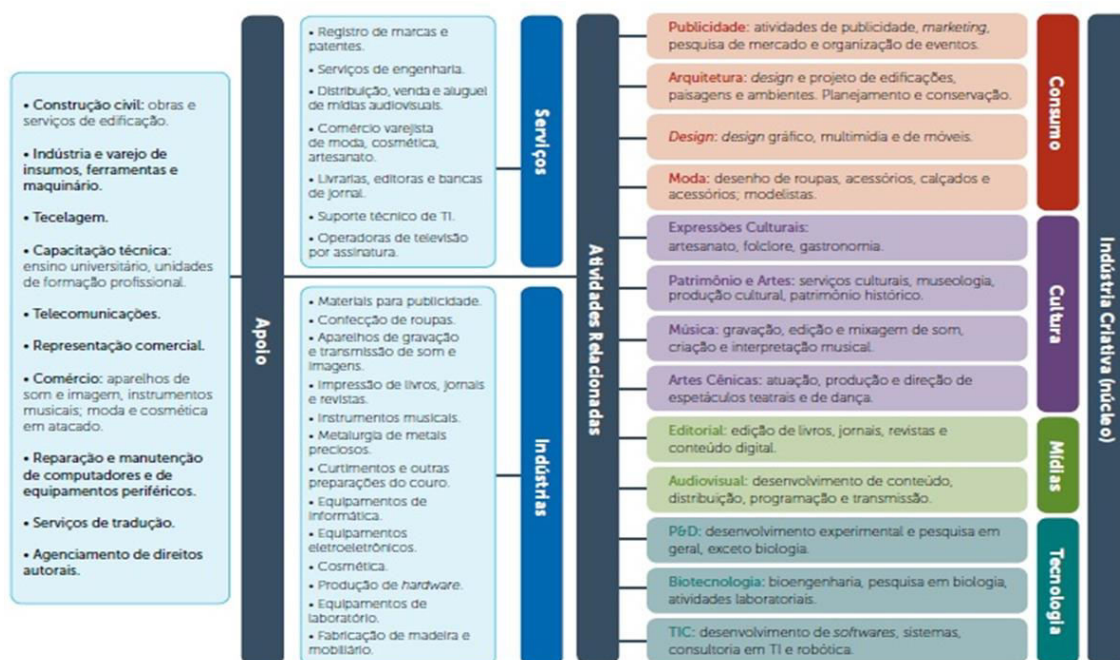 • Construção civil: obras e
serviços de edificação.
• Indústria e varejo de
insumos, ferramentas e
maquinário.
• Tecelagem.
• Capacitação técnica:
ensino universitário, unidades
de formação profissional.
• Telecomunicações.
• Representação comercial.
• Comércio: aparelhos de
som e imagem, instrumentos
musicais; moda e cosmética
em atacado.
• Reparação e manutenção
de computadores e de
equipamentos periféricos.
• Serviços de tradução.
• Agenciamento de direitos
autorais.
Apoio
• Registro de marcas e
patentes.
• Serviços de engenharia.
• Distribuição, venda e aluguel
de mídias audiovisuais.
• Comércio varejista
de moda, cosmética,
artesanato.
• Livrarias, editoras e bancas
de jornal.
• Suporte técnico de TI.
• Operadoras de televisão
por assinatura.
Serviços
• Materiais para publicidade.
• Confecção de roupas.
• Aparelhos de gravação
e transmissão de som e
imagens.
• Impressão de livros, jornais
e revistas.
• Instrumentos musicais.
• Metalurgia de metais
preciosos.
• Curtimentos e outras
preparações do couro.
• Equipamentos de
informática.
• Equipamentos
eletroeletrônicos.
• Cosmética.
• Produção de hardware.
• Equipamentos de
laboratório.
• Fabricação de madeira e
mobiliário.
Indústrias
Atividades Relacionadas
Publicidade: atividades de publicidade, marketing,
pesquisa de mercado e organização de eventos.
Arquitetura: design e projeto de edificações,
paisagens e ambientes. Planejamento e conservação.
Design: design gráfico, multimídia e de móveis.
Moda: desenho de roupas, acessórios, calçados e
acessórios; modelistas.
Consumo
Expressões Culturais:
artesanato, folclore, gastronomia.
Patrimônio e Artes: serviços culturais, museologia,
produção cultural, patrimônio histórico.
Música: gravação, edição e mixagem de som,
criação e interpretação musical.
Artes Cênicas: atuação, produção e direção de
espetáculos teatrais e de dança.
Cultura
Editorial: edição de livros, jornais, revistas e
conteúdo digital.
Audiovisual: desenvolvimento de conteúdo,
distribuição, programação e transmissão.
Mídias
P&D: desenvolvimento experimental e pesquisa em
geral, exceto biologia.
Biotecnologia: bioengenharia, pesquisa em biologia,
atividades laboratoriais.
TIC: desenvolvimento de softwares, sistemas,
consultoria em TI e robótica.
Tecnologia
Indústria Criativa (núcleo)